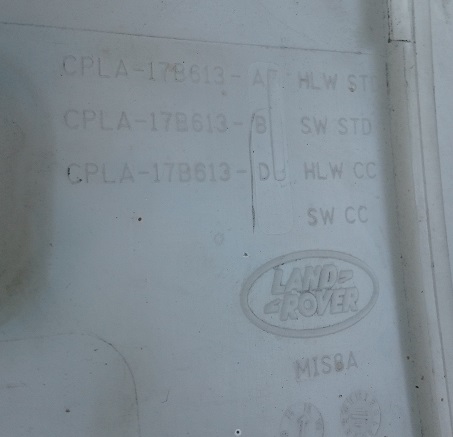 CPLA-17B613-A HLW STD
CPLA-17B613-B SW STD
CPLA-17B613-D HLW CC
SW CC
LAND
ROVER
MISBA